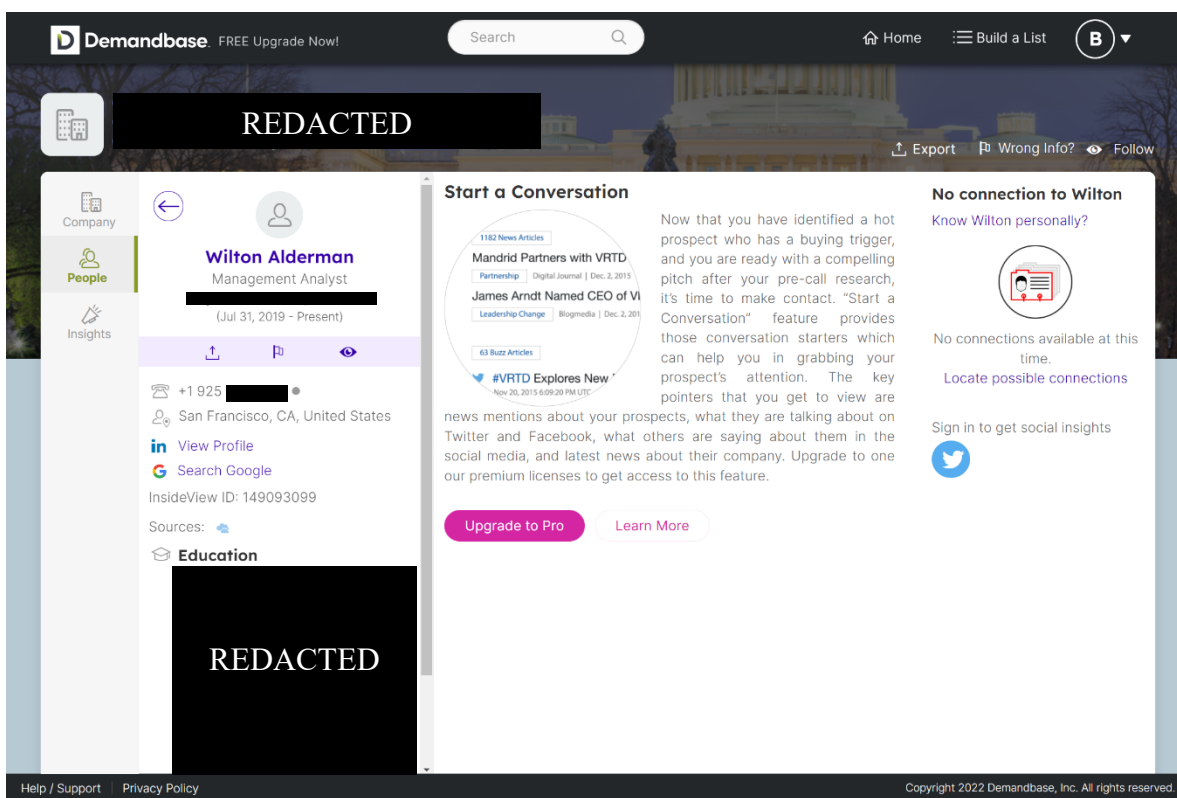 Demandbase FREE Upgrade Now!
Search
Home
Build a List
B
REDACTED
Export
Wrong Info?
Follow
Company
People
Insights
Wilton Alderman
Management Analyst
(Jul 31, 2019 - Present)
+1 925
San Francisco, CA, United States
in View Profile
G Search Google
InsideView ID: 149093099
Sources:
Education
REDACTED
Start a Conversation
1182 News Articles
Mandrid Partners with VRTD
Partnership Digital Journal | Dec. 2, 2015
James Arndt Named CEO of
Leadership Change Blogmedia | Dec. 2, 201
63 Buzz Articles
#VRTD Explores New
Nov 20, 2015 6:09:20 PM UTC
Now that you have identified a hot
prospect who has a buying trigger,
and you are ready with a compelling
pitch after your pre-call research,
it's time to make contact. "Start a
Conversation" feature provides
those conversation starters which
can help you in grabbing your
prospect's attention. The key
pointers that you get to view are
news mentions about your prospects, what they are talking about on
Twitter and Facebook, what others are saying about them in the
social media, and latest news about their company. Upgrade to one
our premium licenses to get access to this feature.
Upgrade to Pro
Learn More
No connection to Wilton
Know Wilton personally?
No connections available at this
time.
Locate possible connections
Sign in to get social insights
Help / Support
Privacy Policy
Copyright 2022 Demandbase, Inc. All rights reserved.